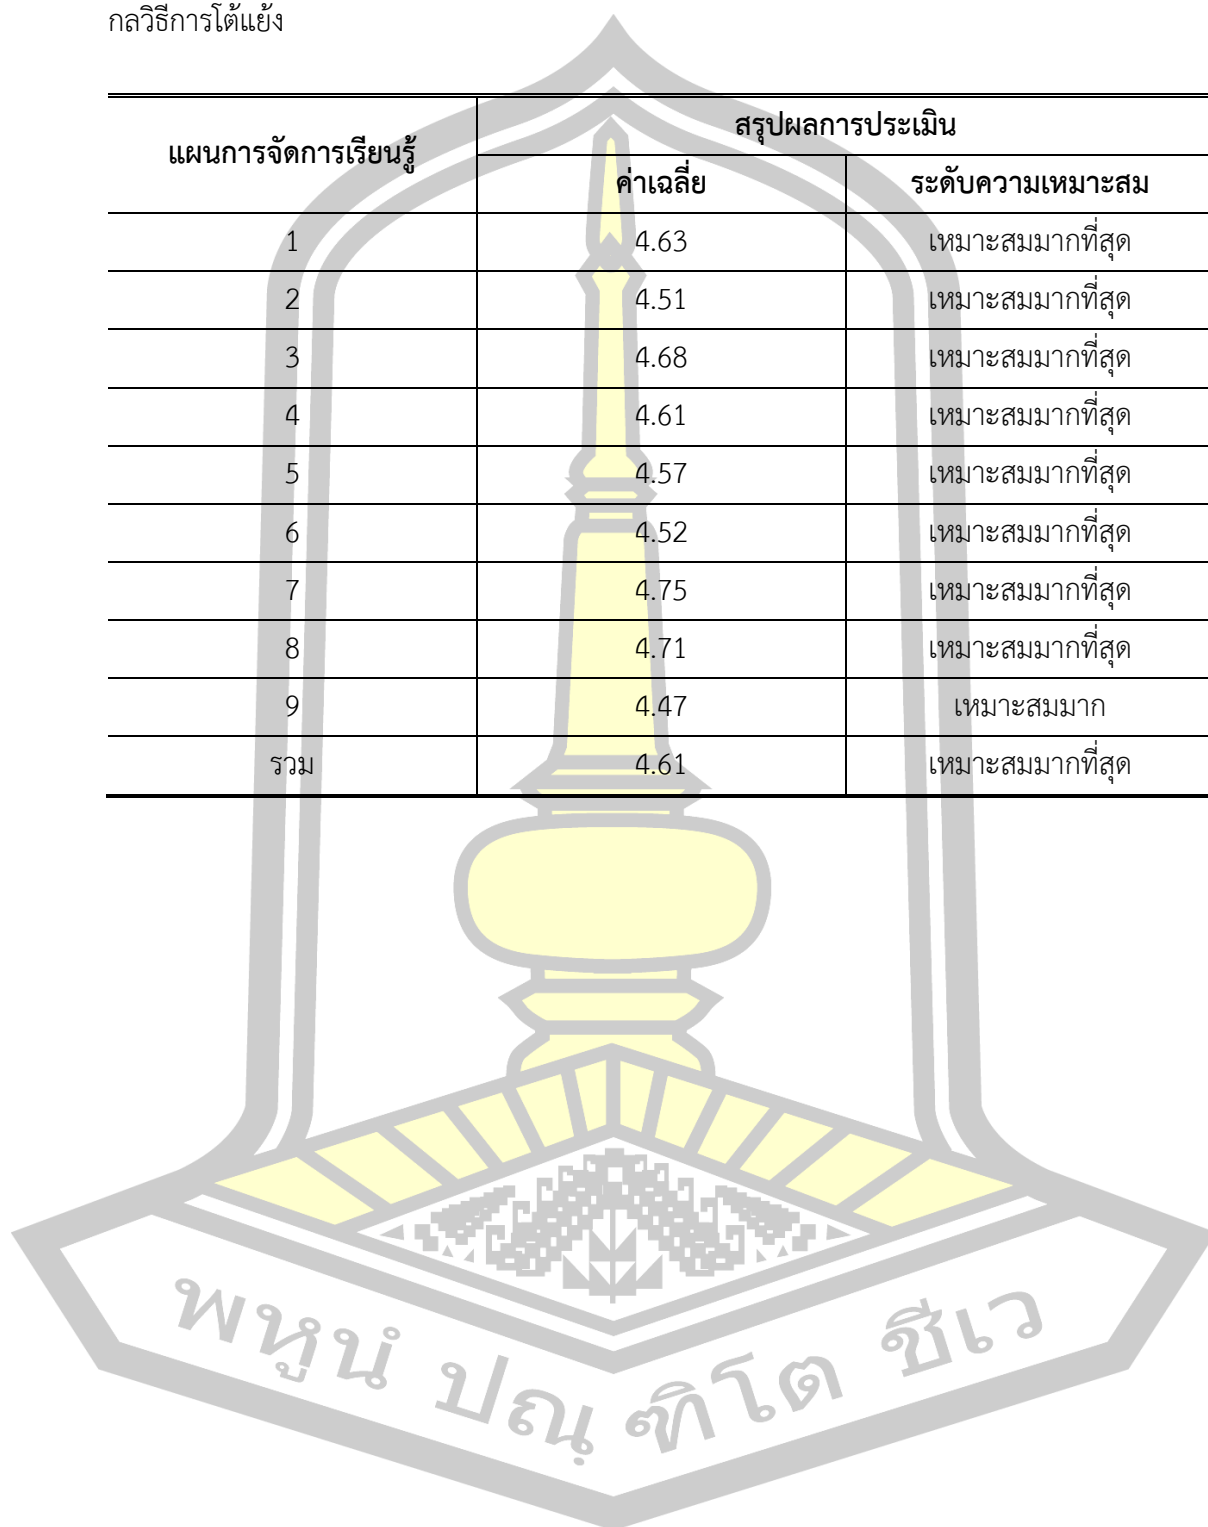 กลวิธีการโต้แย้ง
แผนการจัดการเรียนรู้ สรุปผลการประเมิน
ค่าเฉลี่ย ระดับความเหมาะสม
1 4.63 เหมาะสมมากที่สุด
2 4.51 เหมาะสมมากที่สุด
3 4.68 เหมาะสมมากที่สุด
4 4.61 เหมาะสมมากที่สุด
5 4.57 เหมาะสมมากที่สุด
6 4.52 เหมาะสมมากที่สุด
7 4.75 เหมาะสมมากที่สุด
8 4.71 เหมาะสมมากที่สุด
9 4.47 เหมาะสมมาก
รวม 4.61 เหมาะสมมากที่สุด
พหูนํ ปณฺฑิโต ชีเว